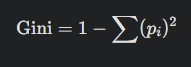 Gini = 1 − ∑(pᵢ)²